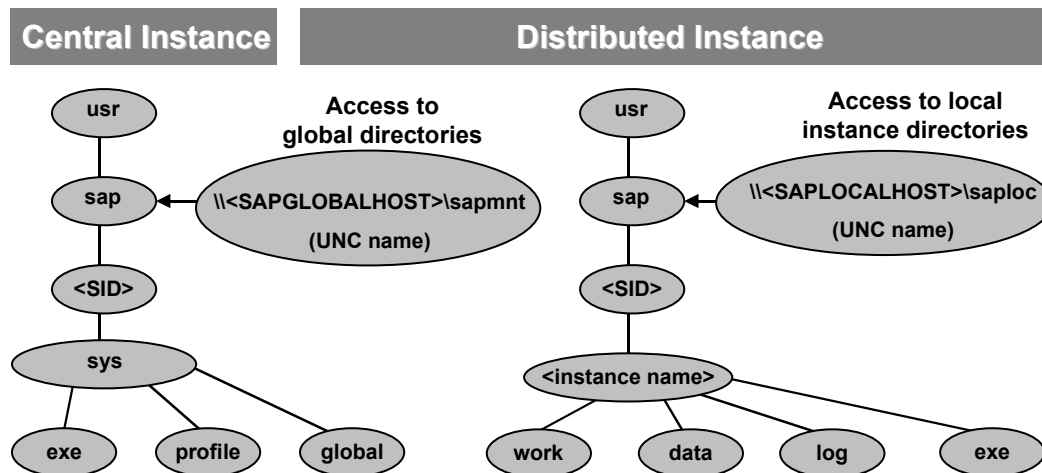 Central Instance
Distributed Instance
usr
Access to
global directories
sap
\\<SAPGLOBALHOST>\sapmnt
(UNC name)
<SID>
sys
exe
profile
global
usr
Access to local
instance directories
sap
\\<SAPLOCALHOST>\saploc
(UNC name)
<SID>
<instance name>
work
data
log
exe